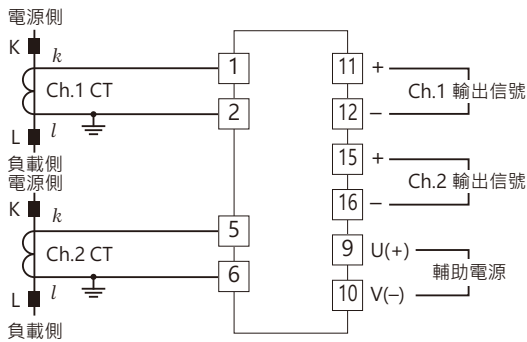 電源側
K
k
Ch.1 CT
L
l
負載側
電源側
K
k
Ch.2 CT
L
l
負載側
1
2
5
6
11 +
12 −
Ch.1 輸出信號
15 +
16 −
Ch.2 輸出信號
9 U(+)
10 V(−)
輔助電源